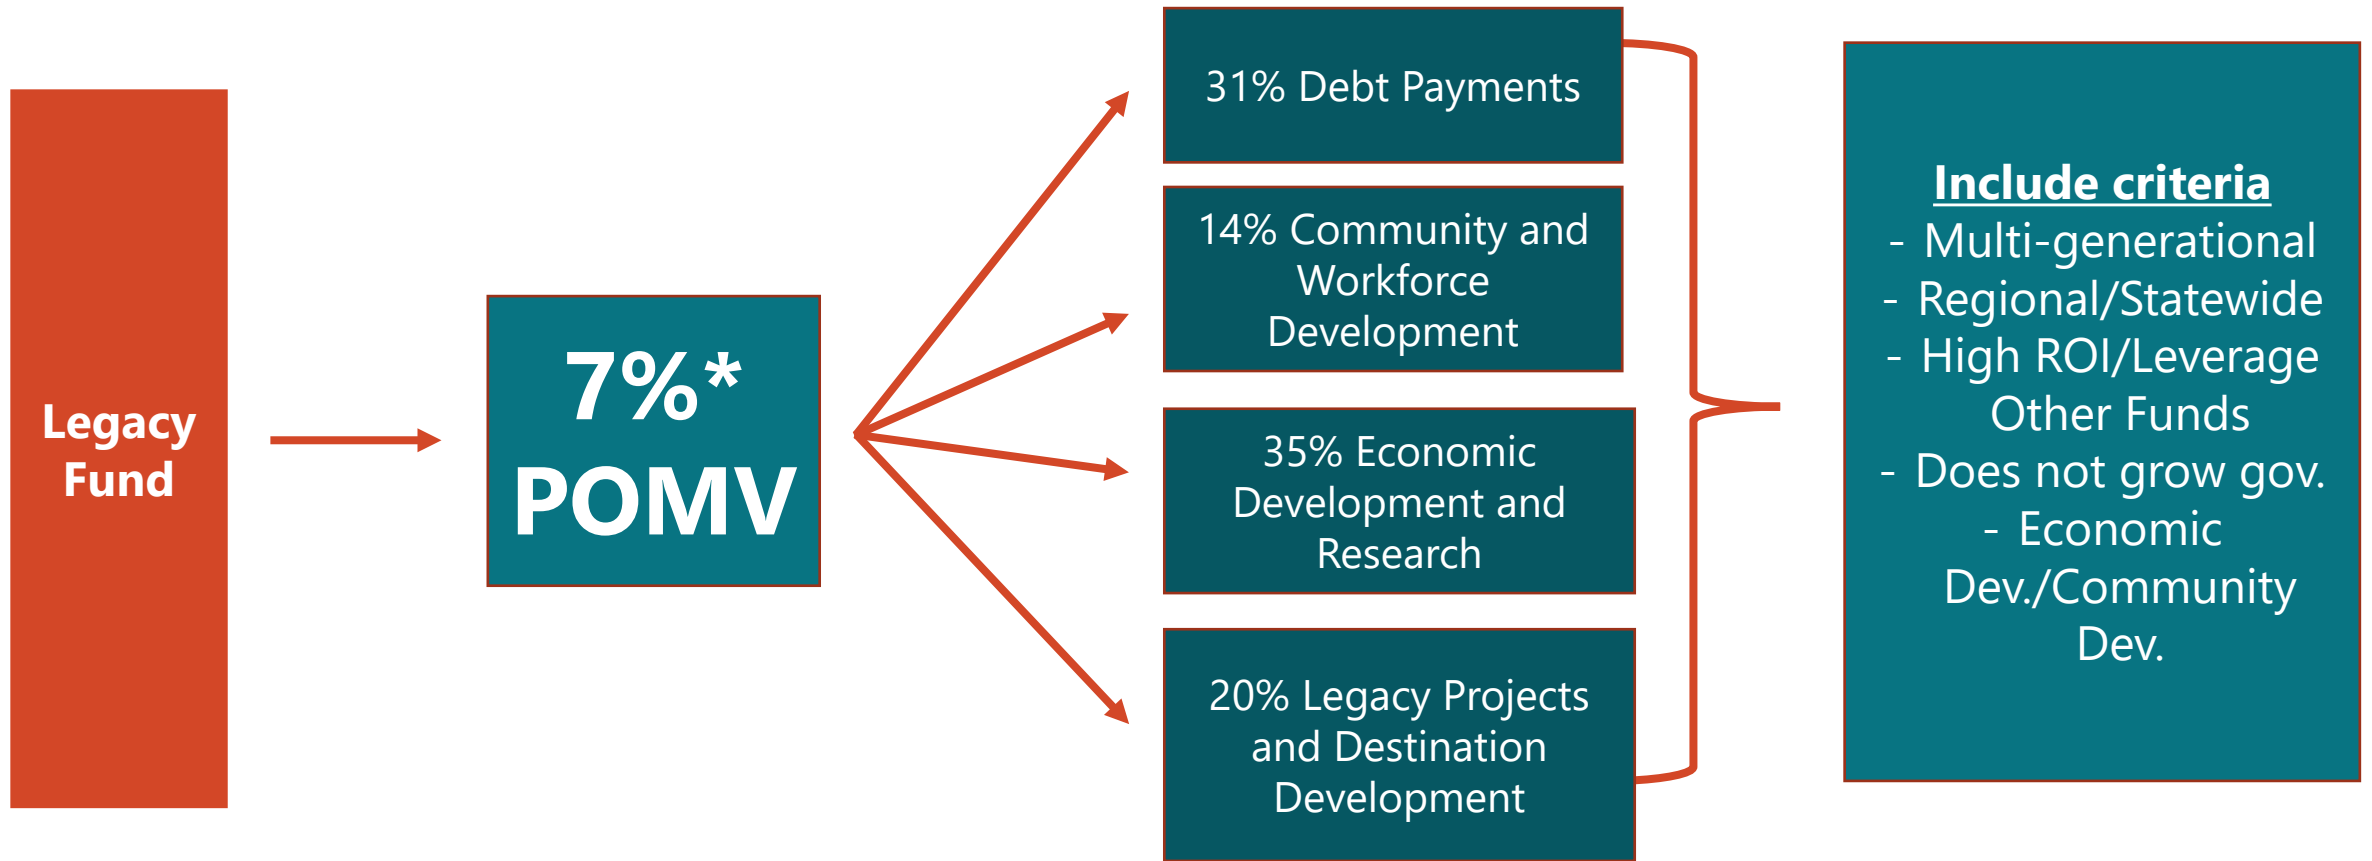 Legacy
Fund
7%*
POMV
31% Debt Payments
14% Community and
Workforce
Development
35% Economic
Development and
Research
20% Legacy Projects
and Destination
Development
Include criteria
- Multi-generational
- Regional/Statewide
- High ROI/Leverage
Other Funds
- Does not grow gov.
- Economic
Dev./Community
Dev.